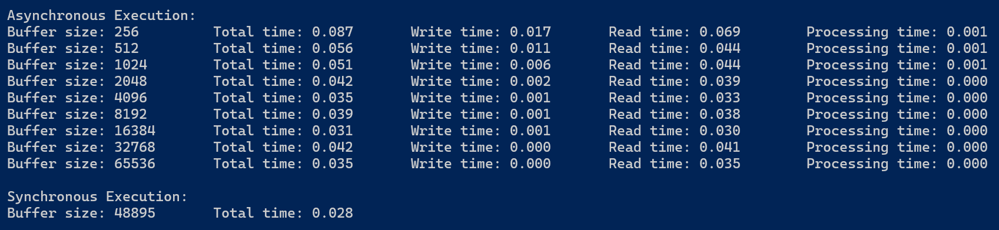 Asynchronous Execution:
Buffer size: 256 Total time: 0.087 Write time: 0.017 Read time: 0.069 Processing time: 0.001
Buffer size: 512 Total time: 0.056 Write time: 0.011 Read time: 0.044 Processing time: 0.001
Buffer size: 1024 Total time: 0.051 Write time: 0.006 Read time: 0.044 Processing time: 0.001
Buffer size: 2048 Total time: 0.042 Write time: 0.002 Read time: 0.039 Processing time: 0.000
Buffer size: 4096 Total time: 0.035 Write time: 0.001 Read time: 0.033 Processing time: 0.000
Buffer size: 8192 Total time: 0.039 Write time: 0.001 Read time: 0.038 Processing time: 0.000
Buffer size: 16384 Total time: 0.031 Write time: 0.001 Read time: 0.030 Processing time: 0.000
Buffer size: 32768 Total time: 0.042 Write time: 0.000 Read time: 0.041 Processing time: 0.000
Buffer size: 65536 Total time: 0.035 Write time: 0.000 Read time: 0.035 Processing time: 0.000
Synchronous Execution:
Buffer size: 48895 Total time: 0.028